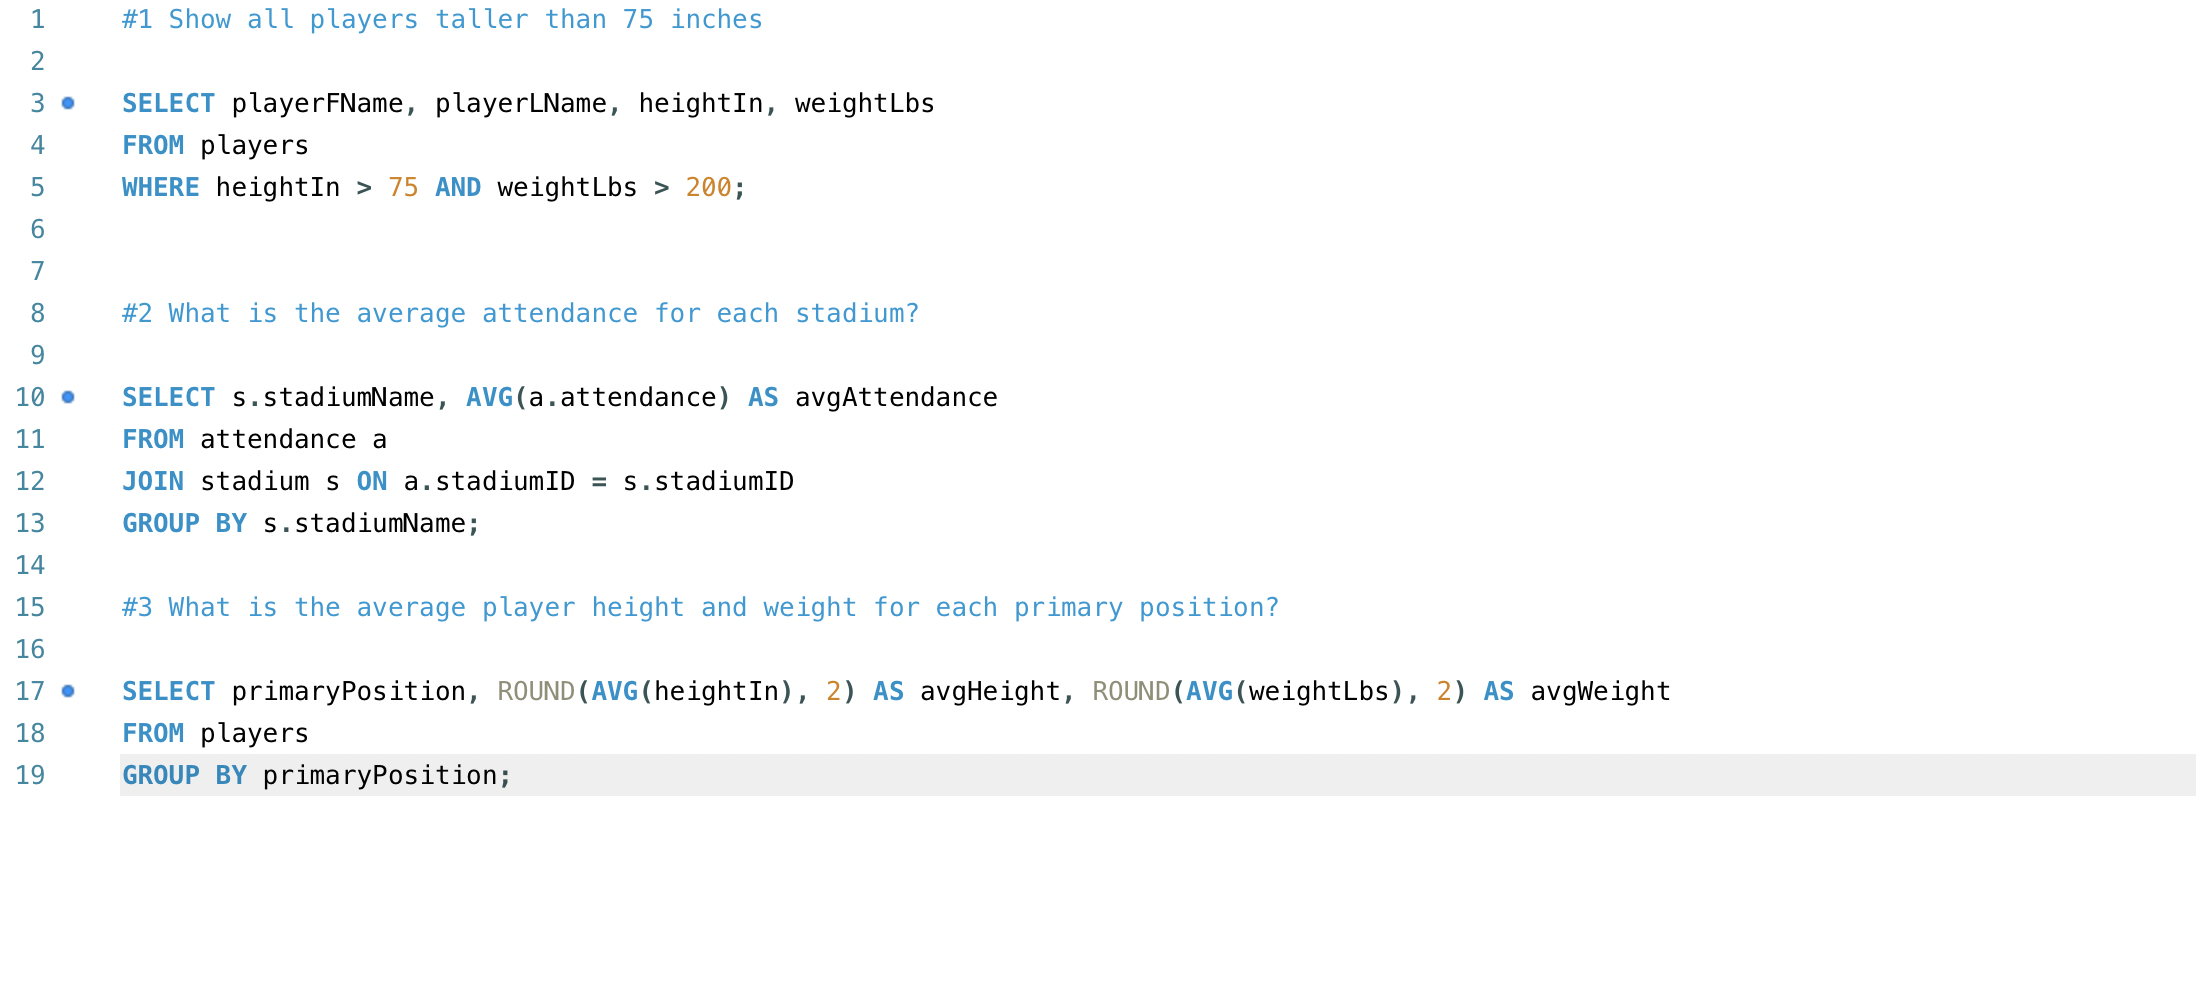 1 #1 Show all players taller than 75 inches
2
3 SELECT playerFName, playerLName, heightIn, weightLbs
4 FROM players
5 WHERE heightIn > 75 AND weightLbs > 200;
6
7
8 #2 What is the average attendance for each stadium?
9
10 SELECT s.stadiumName, AVG(a.attendance) AS avgAttendance
11 FROM attendance a
12 JOIN stadium s ON a.stadiumID = s.stadiumID
13 GROUP BY s.stadiumName;
14
15 #3 What is the average player height and weight for each primary position?
16
17 SELECT primaryPosition, ROUND(AVG(heightIn), 2) AS avgHeight, ROUND(AVG(weightLbs), 2) AS avgWeight
18 FROM players
19 GROUP BY primaryPosition;